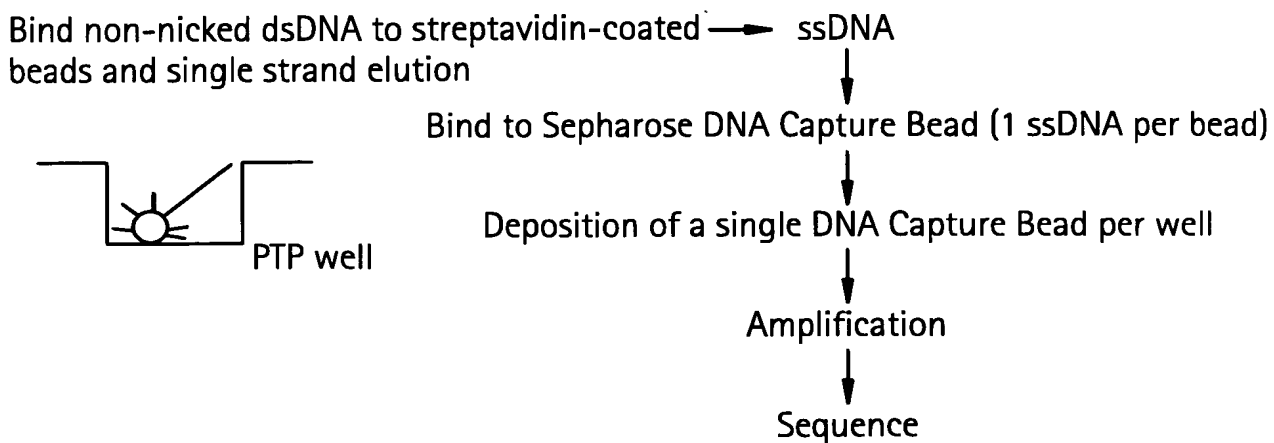 Bind non-nicked dsDNA to streptavidin-coated ssDNA
beads and single strand elution
Bind to Sepharose DNA Capture Bead (1 ssDNA per bead)
Deposition of a single DNA Capture Bead per well
PTP well
Amplification
Sequence